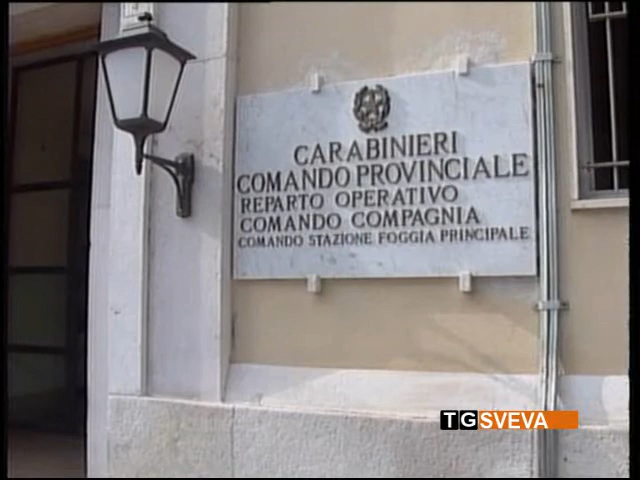 CARABINIERI
COMANDO PROVINCIALE
REPARTO OPERATIVO
COMANDO COMPAGNIA
COMANDO STAZIONE FOGGIA PRINCIPALE
TGSVEVA